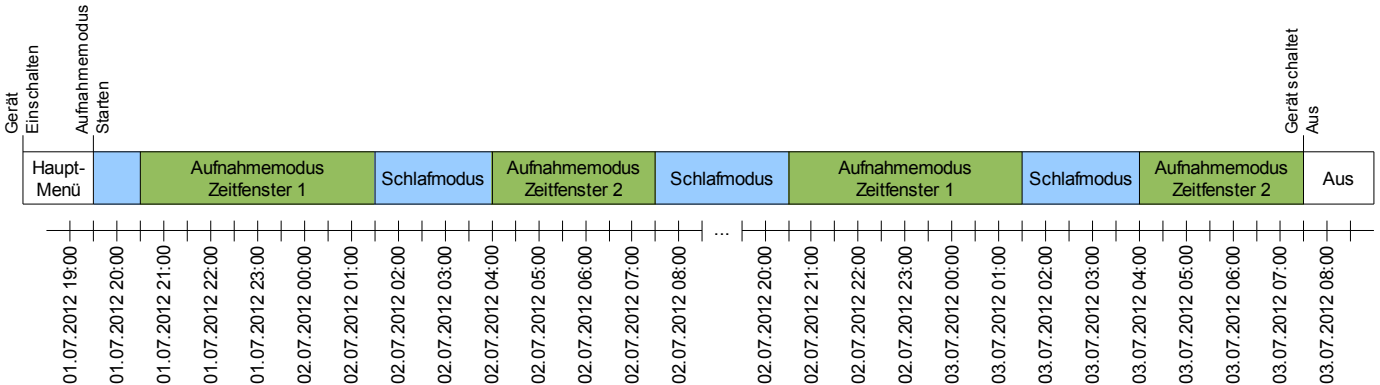 Gerät
Einschalten
Aufnahmemodus
Starten
Gerät schaltet
Aus
Haupt-
Menü
Aufnahmemodus
Zeitfenster 1
Schlafmodus
Aufnahmemodus
Zeitfenster 2
Schlafmodus
Aufnahmemodus
Zeitfenster 1
Schlafmodus
Aufnahmemodus
Zeitfenster 2
Aus
...
01.07.2012 19:00
01.07.2012 20:00
01.07.2012 21:00
01.07.2012 22:00
01.07.2012 23:00
02.07.2012 00:00
02.07.2012 01:00
02.07.2012 02:00
02.07.2012 03:00
02.07.2012 04:00
02.07.2012 05:00
02.07.2012 06:00
02.07.2012 07:00
02.07.2012 08:00
02.07.2012 20:00
02.07.2012 21:00
02.07.2012 22:00
02.07.2012 23:00
03.07.2012 00:00
03.07.2012 01:00
03.07.2012 02:00
03.07.2012 03:00
03.07.2012 04:00
03.07.2012 05:00
03.07.2012 06:00
03.07.2012 07:00
03.07.2012 08:00